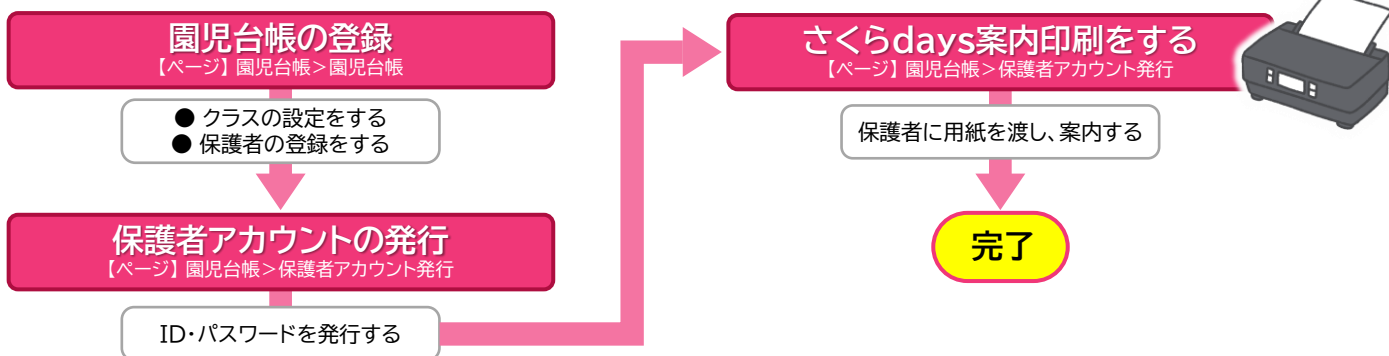 園児台帳の登録
【ページ】園児台帳＞園児台帳
● クラスの設定をする
● 保護者の登録をする
保護者アカウントの発行
【ページ】園児台帳＞保護者アカウント発行
ID・パスワードを発行する
さくらdays案内印刷をする
【ページ】園児台帳＞保護者アカウント発行
保護者に用紙を渡し、案内する
完了